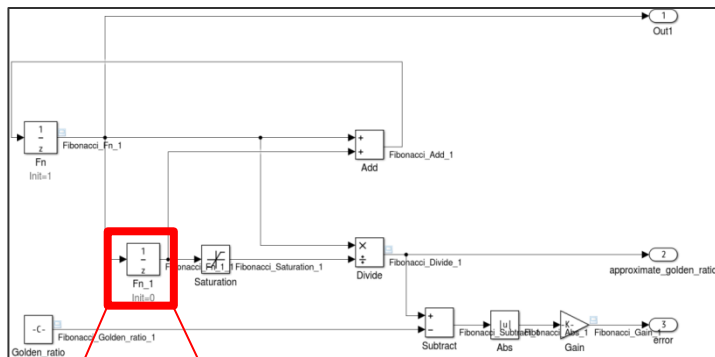 1
Out1
1
z
Fn
Init=1
Fibonacci_Fn_1
+
+
Add
Fibonacci_Add_1
1
z
Fn_1
Init=0
Saturation
Fibonacci_Saturation_1
×
÷
Divide
Fibonacci_Divide_1
2
approximate_golden_ratio
-C-
Golden_ratio
Fibonacci_Golden_ratio_1
+
−
Subtract
|u|
Abs
-K-
Gain
Fibonacci_Gain_1
3
error